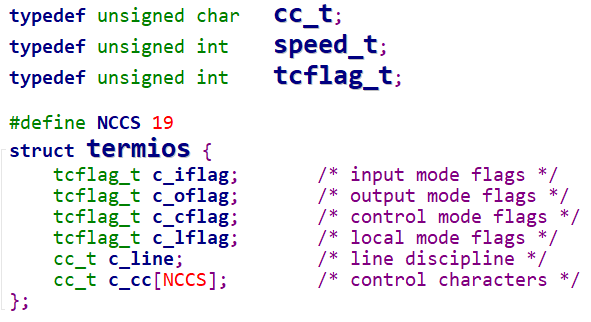 typedef unsigned char cc_t;
typedef unsigned int speed_t;
typedef unsigned int tcflag_t;
#define NCCS 19
struct termios {
tcflag_t c_iflag; /* input mode flags */
tcflag_t c_oflag; /* output mode flags */
tcflag_t c_cflag; /* control mode flags */
tcflag_t c_lflag; /* local mode flags */
cc_t c_line; /* line discipline */
cc_t c_cc[NCCS]; /* control characters */
};